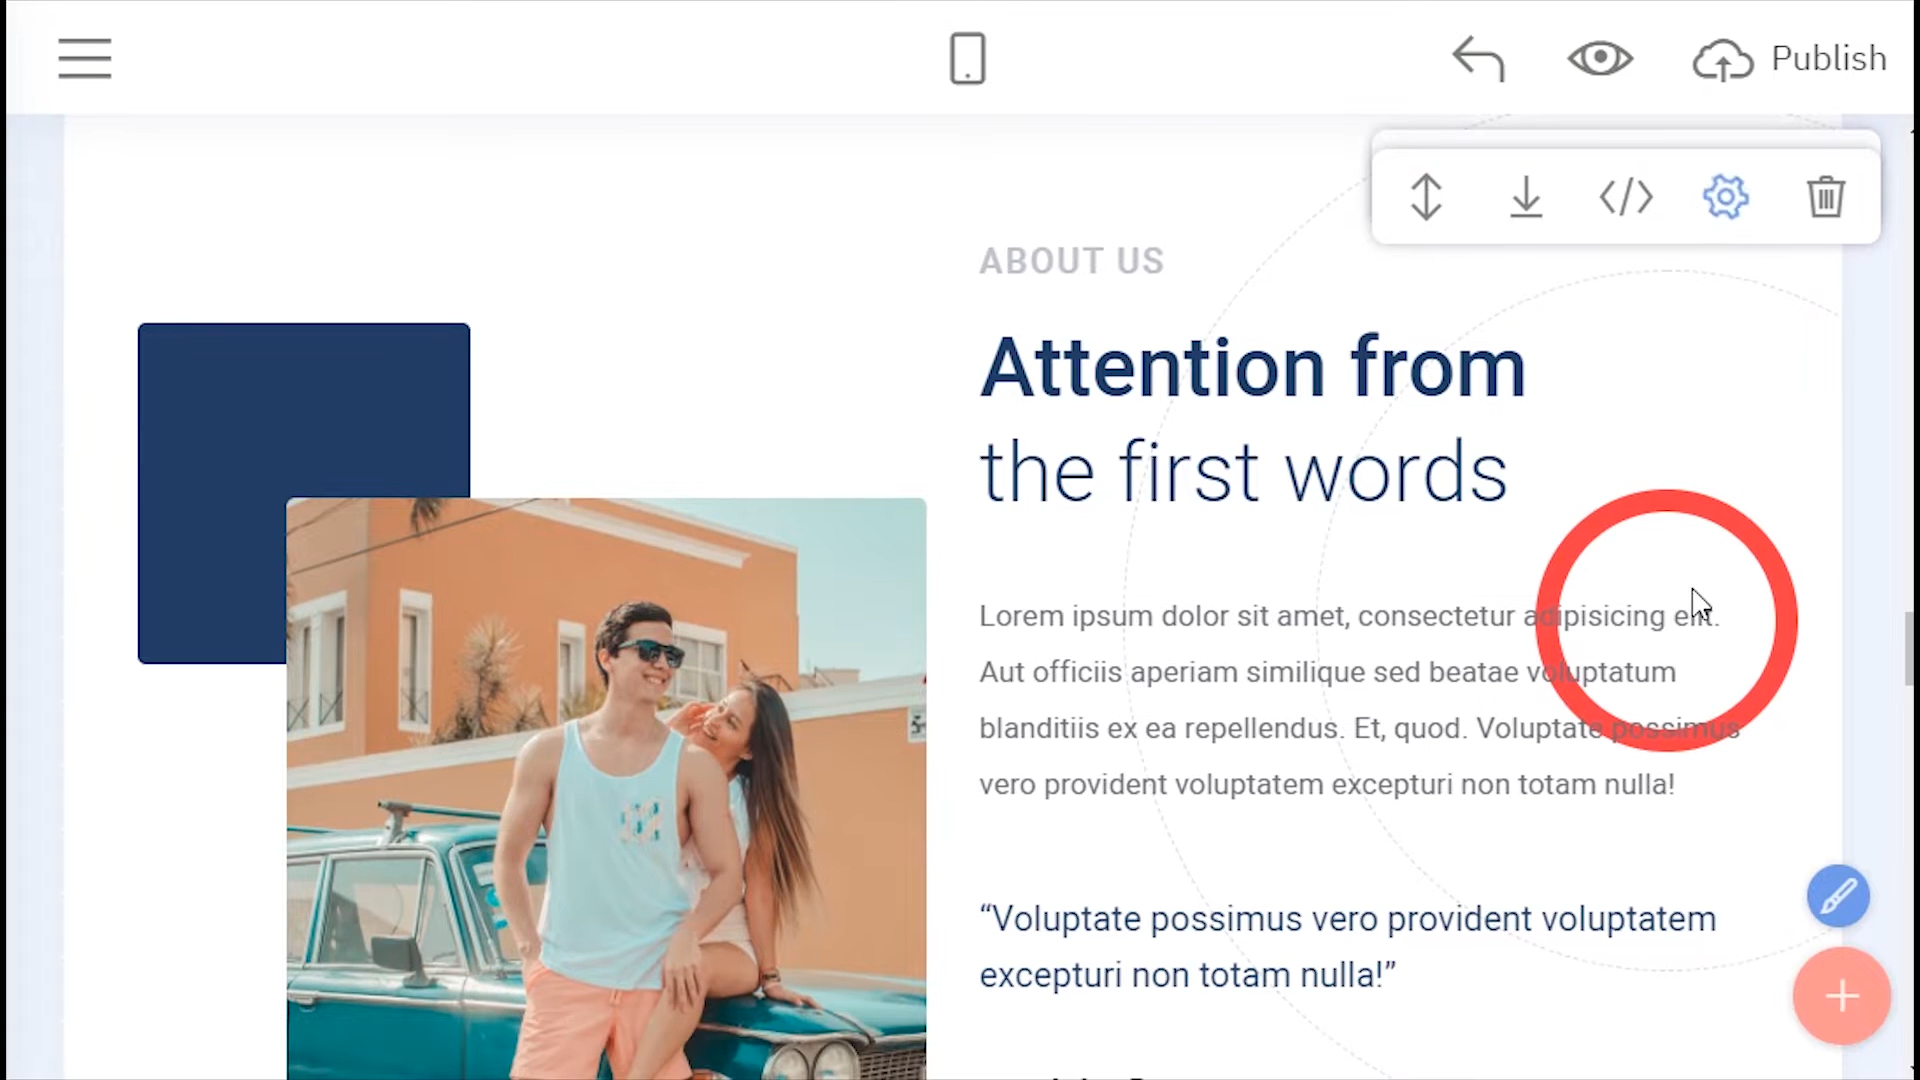 Publish
ABOUT US
Attention from
the first words
Lorem ipsum dolor sit amet, consectetur adipisicing elit.
Aut officiis aperiam similique sed beatae voluptatum
blanditiis ex ea repellendus. Et, quod. Voluptate possimus
vero provident voluptatem excepturi non totam nulla!
“Voluptate possimus vero provident voluptatem
excepturi non totam nulla!”